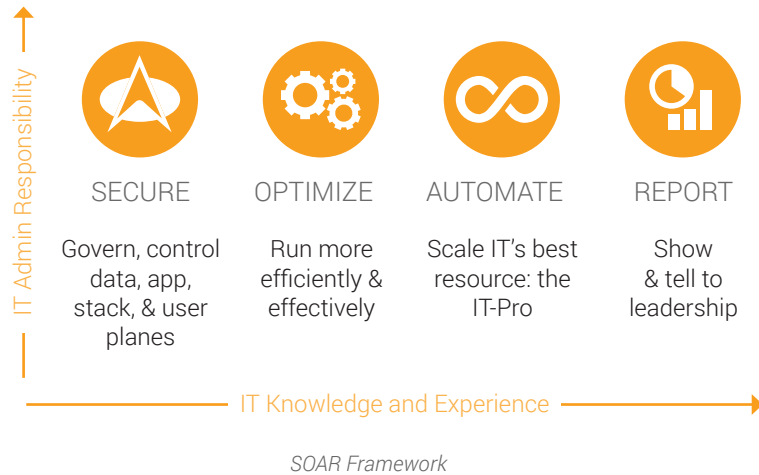 IT Admin Responsibility
SECURE
Govern, control
data, app,
stack, & user
planes
OPTIMIZE
Run more
efficiently &
effectively
AUTOMATE
Scale IT’s best
resource: the
IT-Pro
REPORT
Show
& tell to
leadership
IT Knowledge and Experience
SOAR Framework